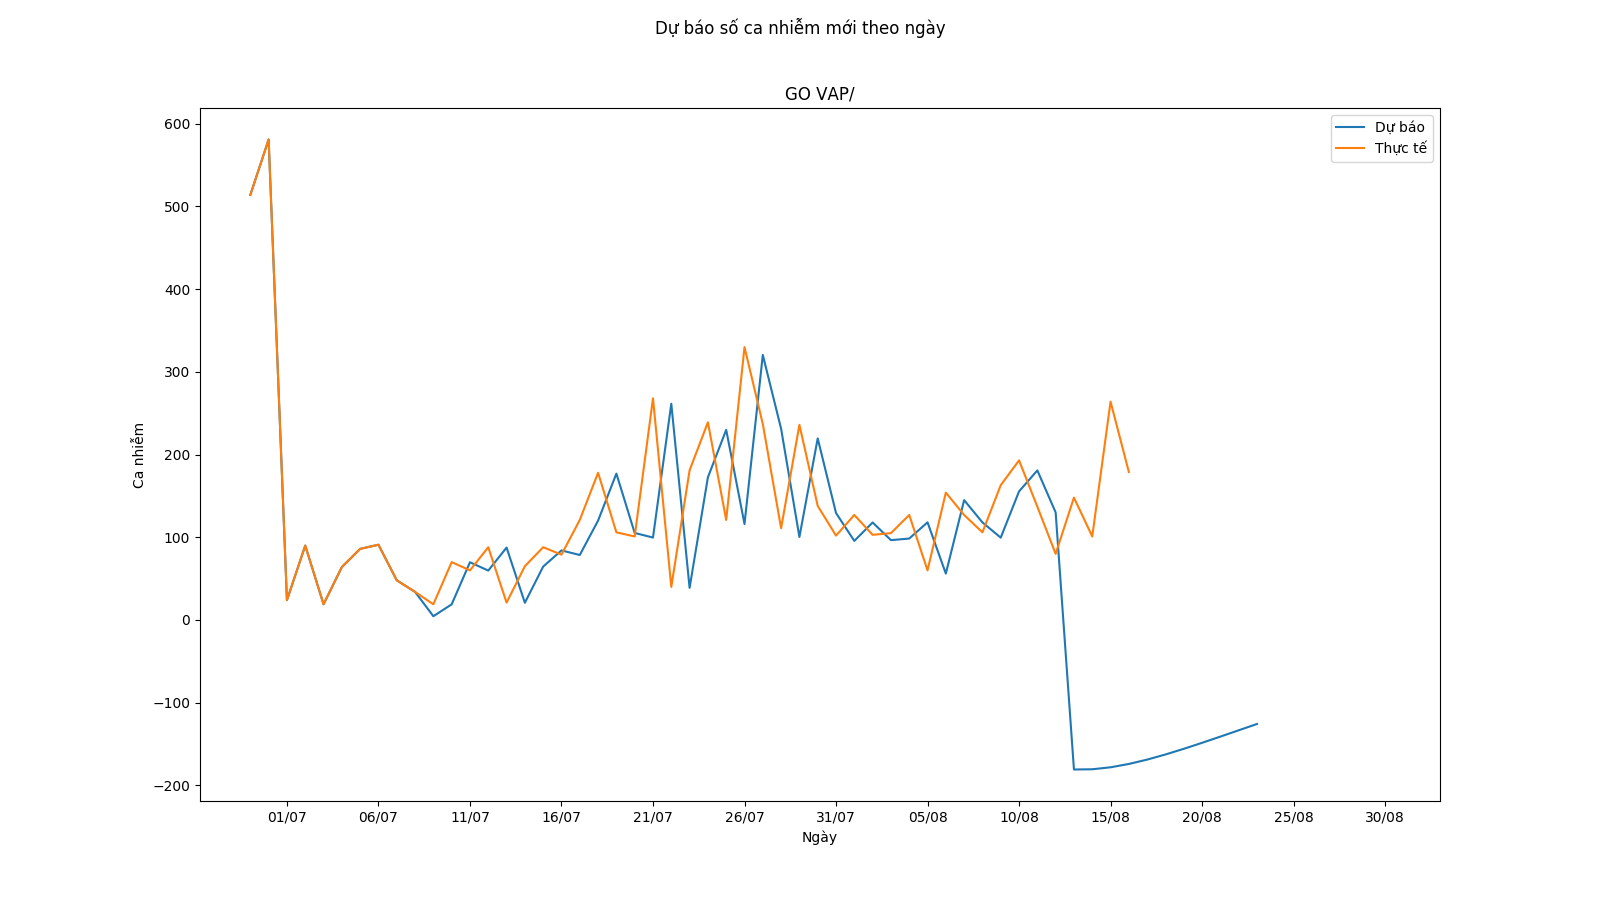 Dự báo số ca nhiễm mới theo ngày
GO VAP/
Dự báo
Thực tế
600
500
400
300
200
100
0
−100
−200
Ca nhiễm
01/07 06/07 11/07 16/07 21/07 26/07 31/07 05/08 10/08 15/08 20/08 25/08 30/08
Ngày